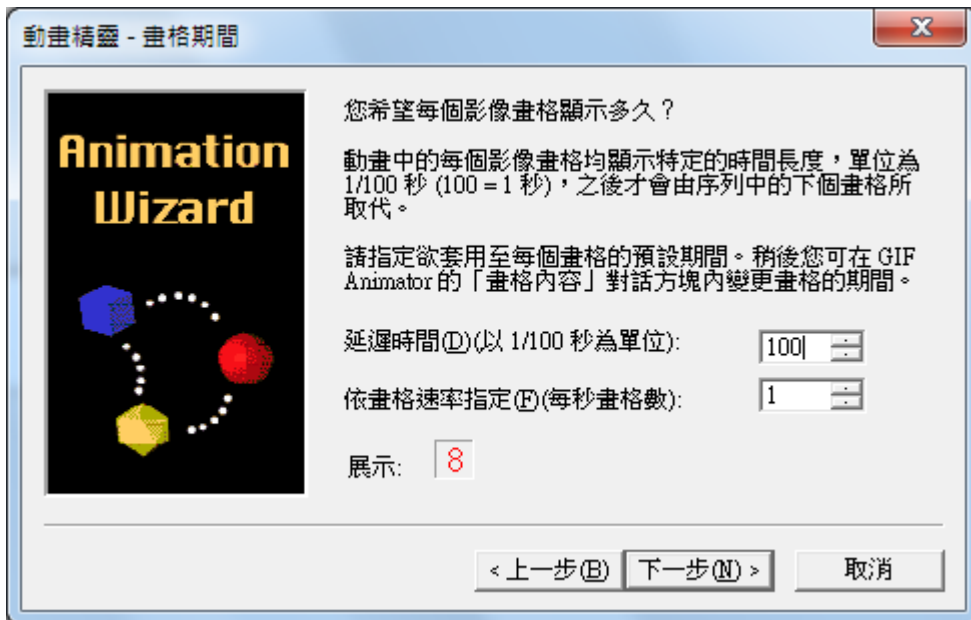 動畫精靈 - 畫格期間
Animation
Wizard
您希望每個影像畫格顯示多久？
動畫中的每個影像畫格均顯示特定的時間長度，單位為
1/100 秒 (100 = 1 秒)，之後才會由序列中的下個畫格所
取代。
請指定欲套用至每個畫格的預設期間。稍後您可在 GIF
Animator 的「畫格內容」對話方塊內變更畫格的期間。
延遲時間(D)(以 1/100 秒為單位): 100
依畫格速率指定(F)(每秒畫格數): 1
展示: 8
< 上一步(B) 下一步(N) > 取消